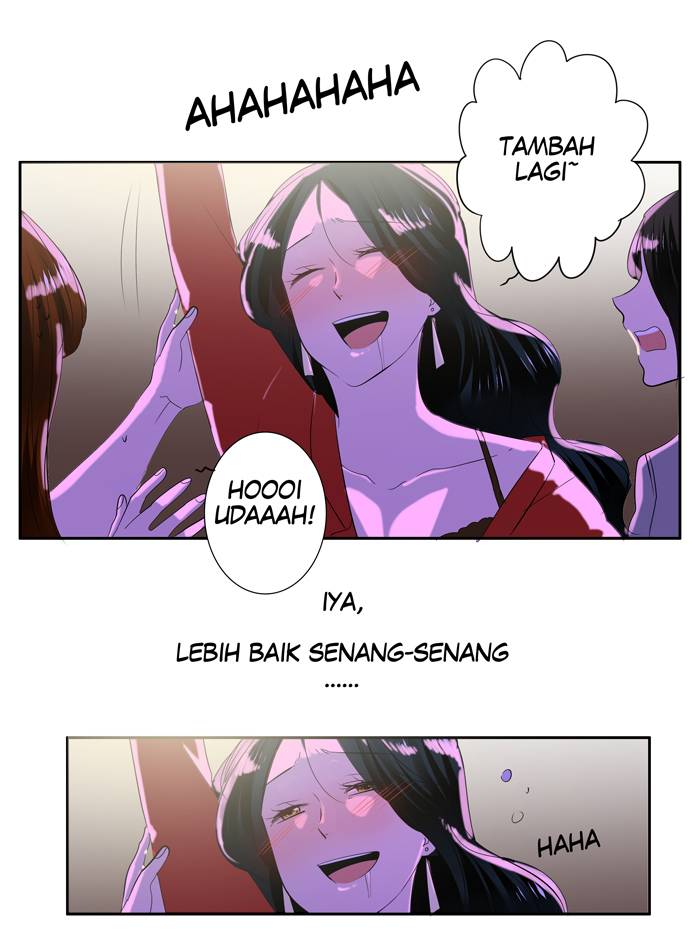 AHAHAHAHA
TAMBAH
LAGI~
HOOOI
UDAAAH!
IYA,
LEBIH BAIK SENANG-SENANG
......
HAHA